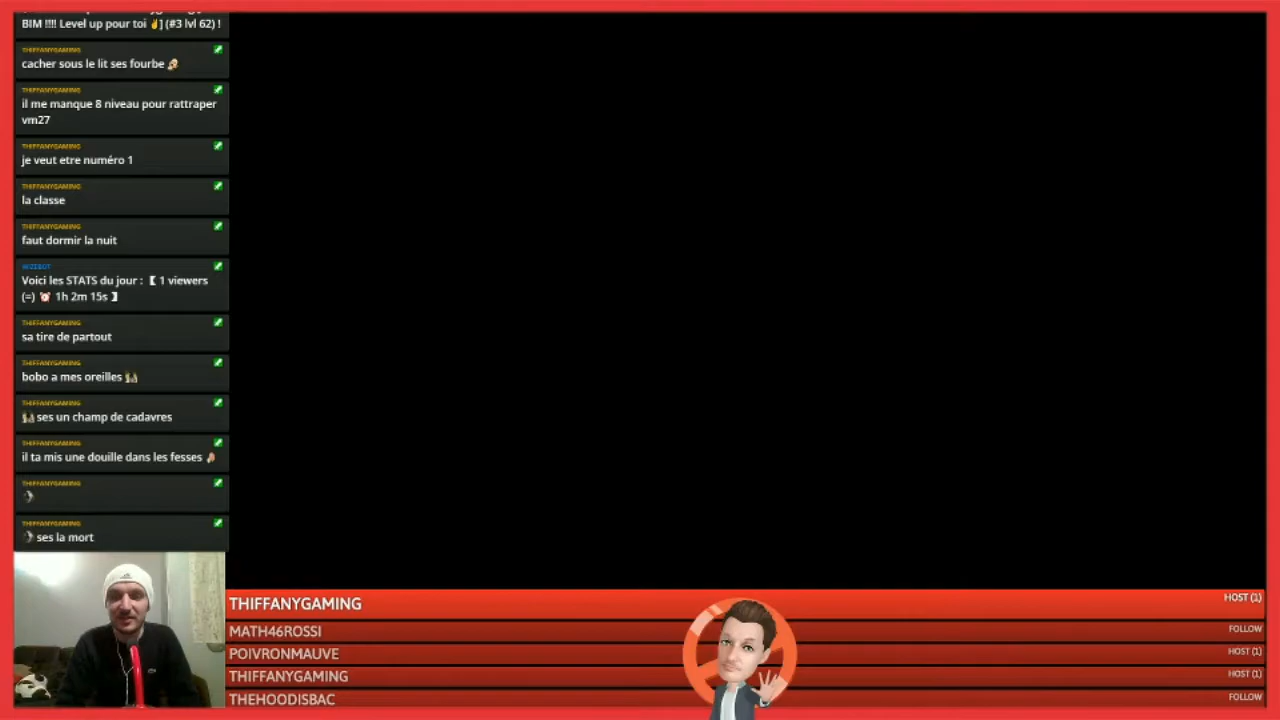 BIM !!!! Level up pour toi ✌] (#3 lvl 62) !
THIFFANYGAMING
cacher sous le lit ses fourbe
THIFFANYGAMING
il me manque 8 niveau pour rattraper
vm27
THIFFANYGAMING
je veut etre numéro 1
THIFFANYGAMING
la classe
THIFFANYGAMING
faut dormir la nuit
WIZEBOT
Voici les STATS du jour : 【 1 viewers
(=) ⏰ 1h 2m 15s 】
THIFFANYGAMING
sa tire de partout
THIFFANYGAMING
bobo a mes oreilles
THIFFANYGAMING
ses un champ de cadavres
THIFFANYGAMING
il ta mis une douille dans les fesses
THIFFANYGAMING
THIFFANYGAMING
ses la mort
THIFFANYGAMING HOST (1)
MATH46ROSSI FOLLOW
POIVRONMAUVE HOST (1)
THIFFANYGAMING HOST (1)
THEHOODISBAC FOLLOW